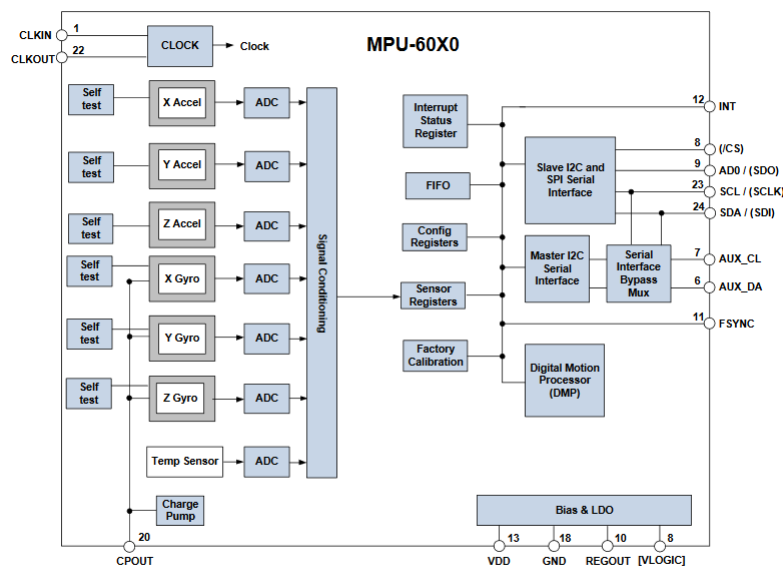 MPU-60X0
1
CLKIN
22
CLKOUT
CLOCK
Clock
Self
test
X Accel
ADC
Self
test
Y Accel
ADC
Self
test
Z Accel
ADC
Self
test
X Gyro
ADC
Self
test
Y Gyro
ADC
Self
test
Z Gyro
ADC
Temp Sensor
ADC
Charge
Pump
20
CPOUT
Signal Conditioning
Interrupt
Status
Register
FIFO
Config
Registers
Sensor
Registers
Factory
Calibration
Slave I2C and
SPI Serial
Interface
Master I2C
Serial
Interface
Serial
Interface
Bypass
Mux
Digital Motion
Processor
(DMP)
12
INT
8
(/CS)
9
AD0 / (SDO)
23
SCL / (SCLK)
24
SDA / (SDI)
7
AUX_CL
6
AUX_DA
11
FSYNC
Bias & LDO
13
VDD
18
GND
10
REGOUT
8
[VLOGIC]